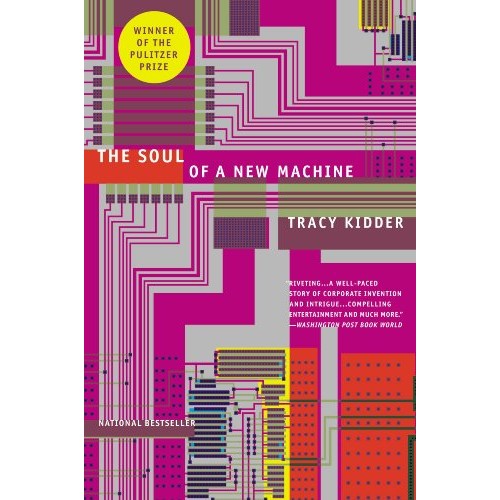 WINNER
OF THE
PULITZER
PRIZE
THE SOUL
OF A NEW MACHINE
TRACY KIDDER
"RIVETING...A WELL-PACED
STORY OF CORPORATE INVENTION
AND INTRIGUE...COMPELLING
ENTERTAINMENT AND MUCH MORE."
—WASHINGTON POST BOOK WORLD
NATIONAL BESTSELLER